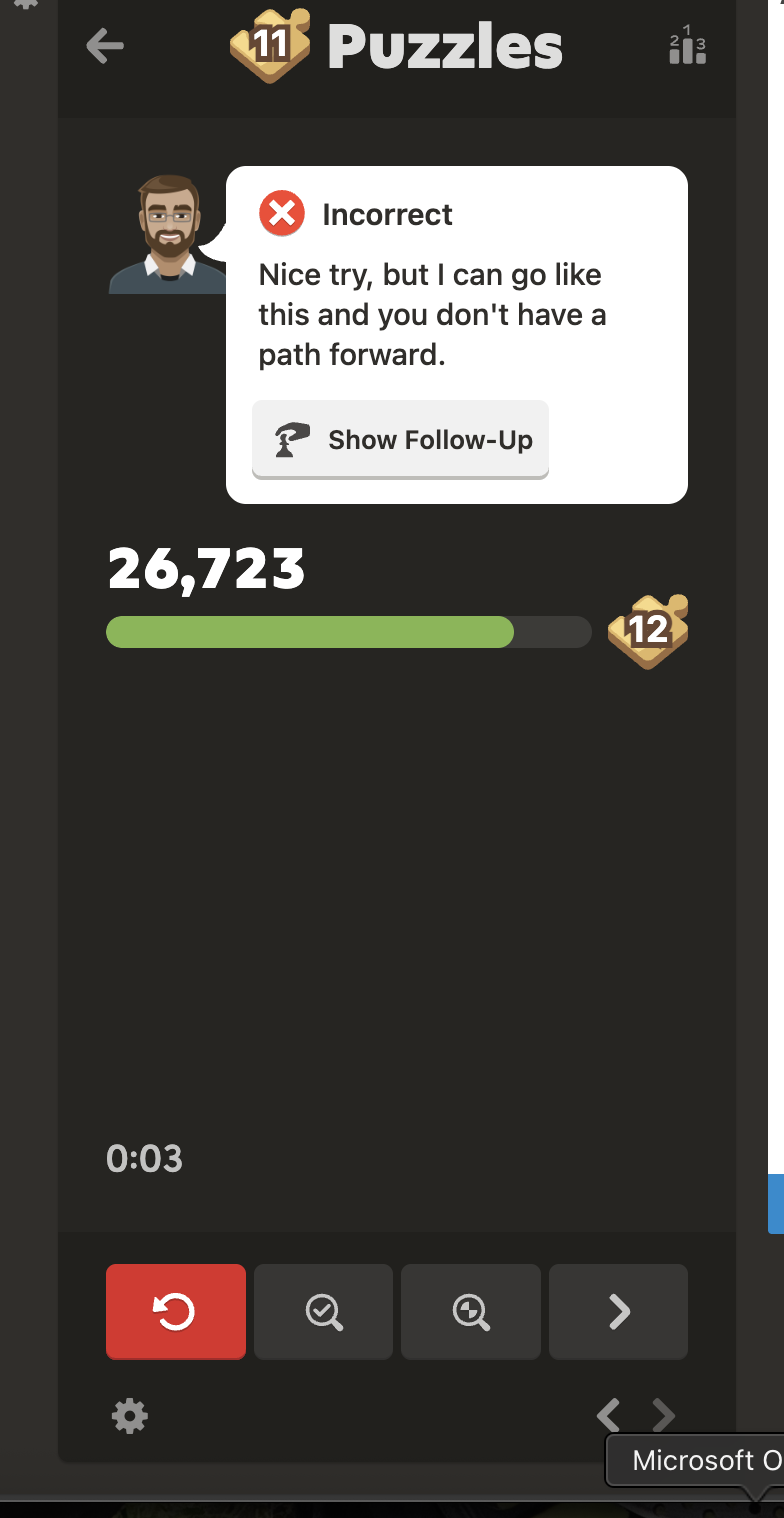 11 Puzzles
1
2 3
Incorrect
Nice try, but I can go like
this and you don't have a
path forward.
Show Follow-Up
26,723
12
0:03
Microsoft O